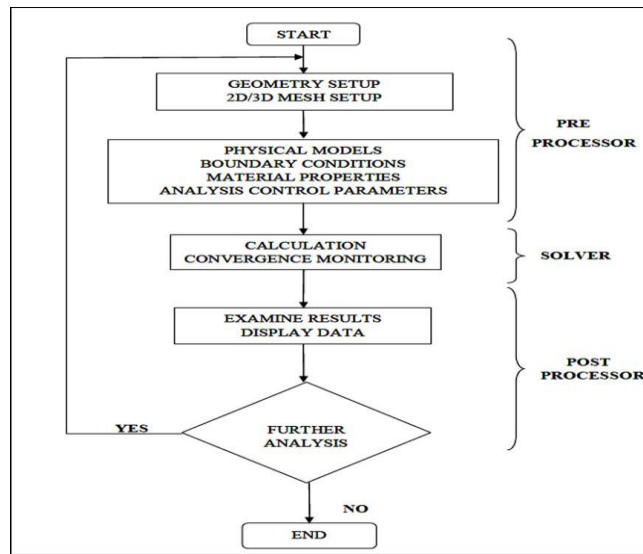 START
GEOMETRY SETUP
2D/3D MESH SETUP
PHYSICAL MODELS
BOUNDARY CONDITIONS
MATERIAL PROPERTIES
ANALYSIS CONTROL PARAMETERS
PRE
PROCESSOR
CALCULATION
CONVERGENCE MONITORING
SOLVER
EXAMINE RESULTS
DISPLAY DATA
POST
PROCESSOR
YES
FURTHER
ANALYSIS
NO
END